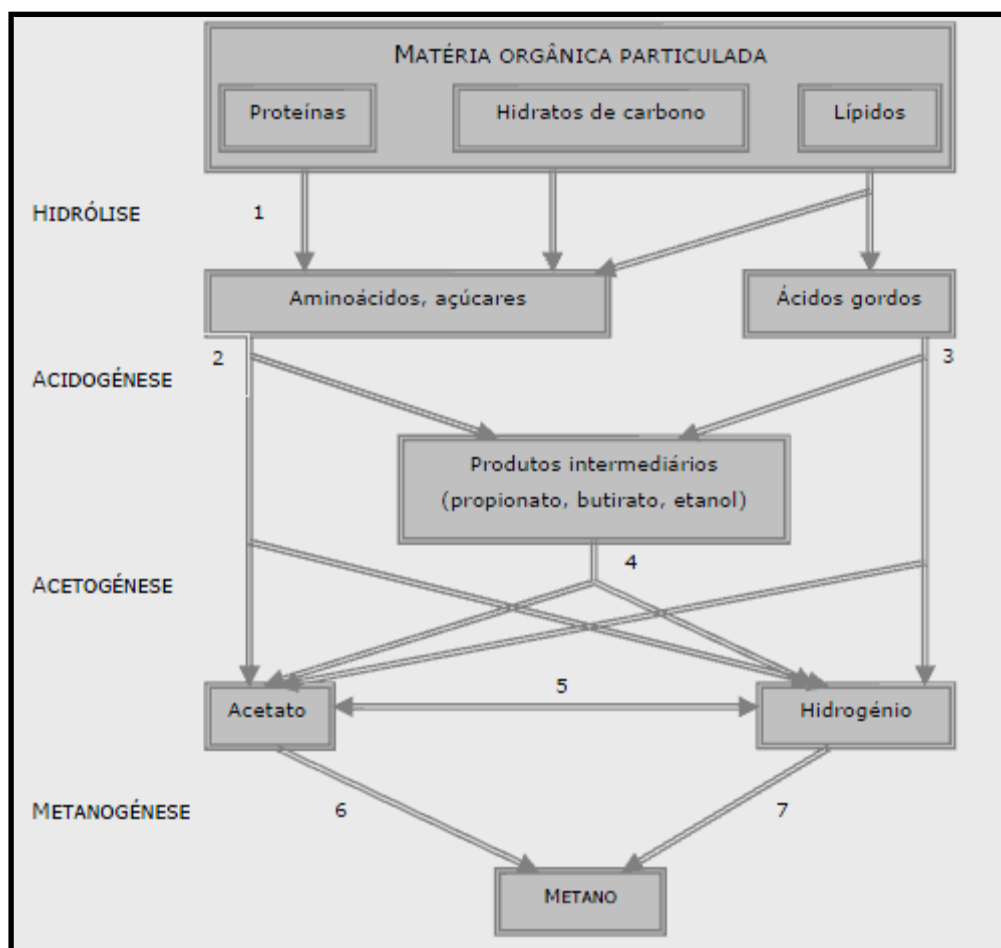 MATÉRIA ORGÂNICA PARTICULADA
Proteínas
Hidratos de carbono
Lípidos
HIDRÓLISE
1
Aminoácidos, açúcares
Ácidos gordos
2
3
ACIDOGÉNESE
Produtos intermediários
(propionato, butirato, etanol)
4
ACETOGÉNESE
5
Acetato
Hidrogénio
METANOGÉNESE
6
7
METANO